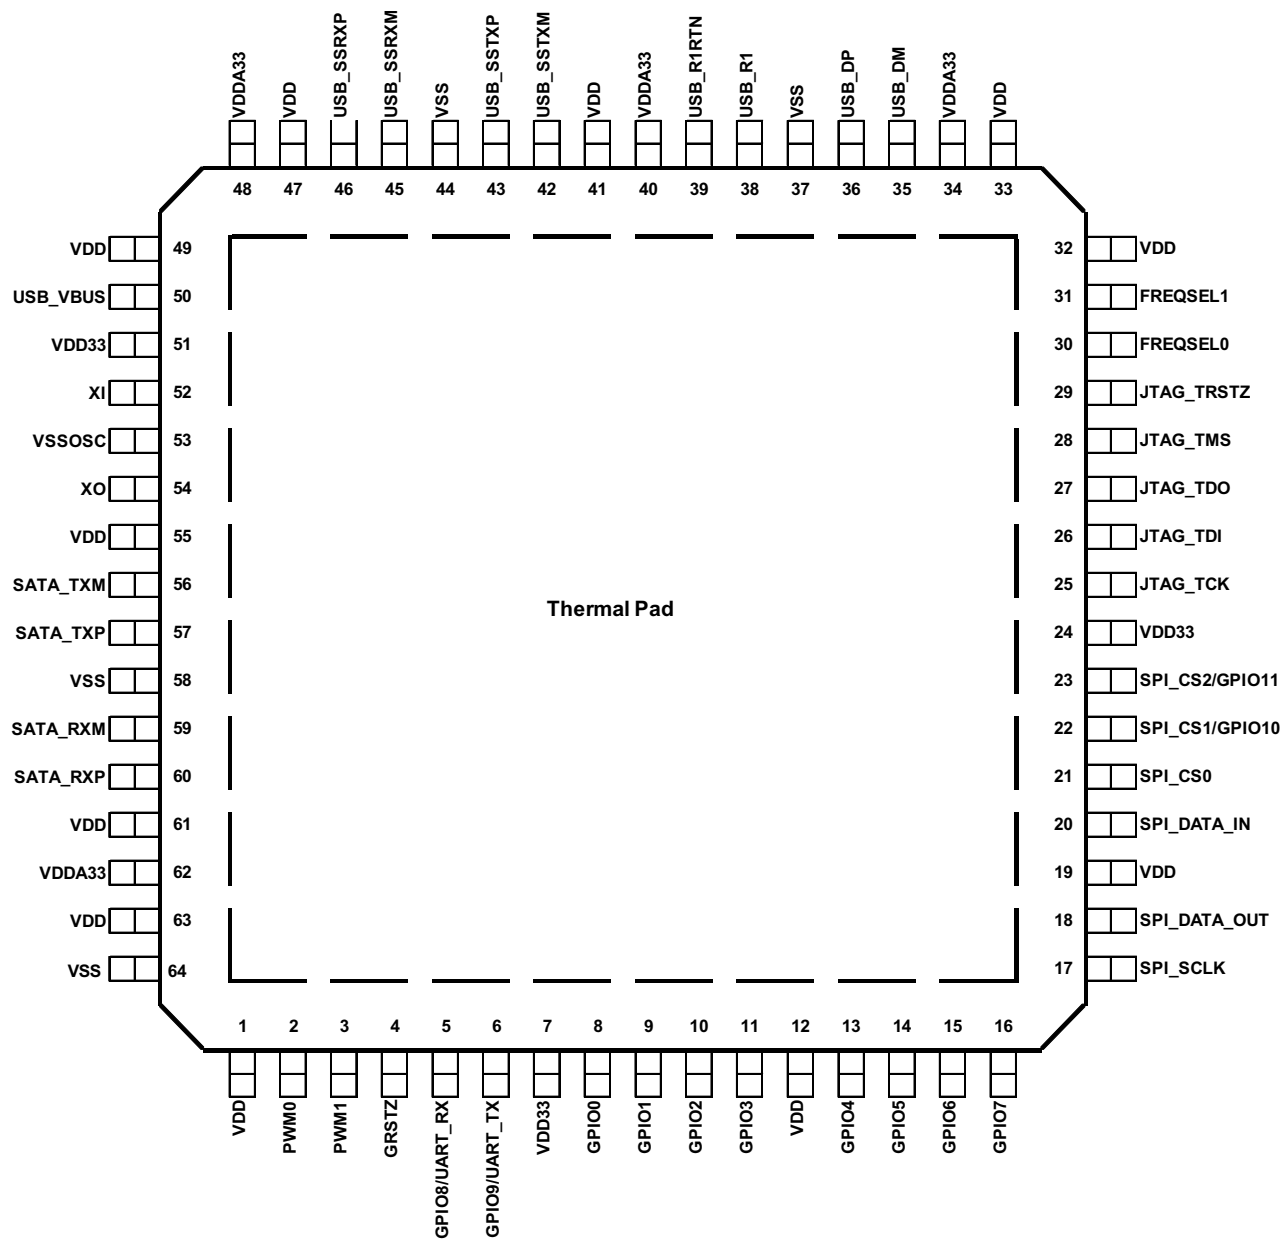 VDDA33
VDD
USB_SSRXP
USB_SSRXM
VSS
USB_SSTXP
USB_SSTXM
VDD
VDDA33
USB_R1RTN
USB_R1
VSS
USB_DP
USB_DM
VDDA33
VDD
48 47 46 45 44 43 42 41 40 39 38 37 36 35 34 33
VDD 49
USB_VBUS 50
VDD33 51
XI 52
VSSOSC 53
XO 54
VDD 55
SATA_TXM 56
SATA_TXP 57
VSS 58
SATA_RXM 59
SATA_RXP 60
VDD 61
VDDA33 62
VDD 63
VSS 64
Thermal Pad
32 VDD
31 FREQSEL1
30 FREQSEL0
29 JTAG_TRSTZ
28 JTAG_TMS
27 JTAG_TDO
26 JTAG_TDI
25 JTAG_TCK
24 VDD33
23 SPI_CS2/GPIO11
22 SPI_CS1/GPIO10
21 SPI_CS0
20 SPI_DATA_IN
19 VDD
18 SPI_DATA_OUT
17 SPI_SCLK
1 2 3 4 5 6 7 8 9 10 11 12 13 14 15 16
VDD
PWM0
PWM1
GRSTZ
GPIO8/UART_RX
GPIO9/UART_TX
VDD33
GPIO0
GPIO1
GPIO2
GPIO3
VDD
GPIO4
GPIO5
GPIO6
GPIO7